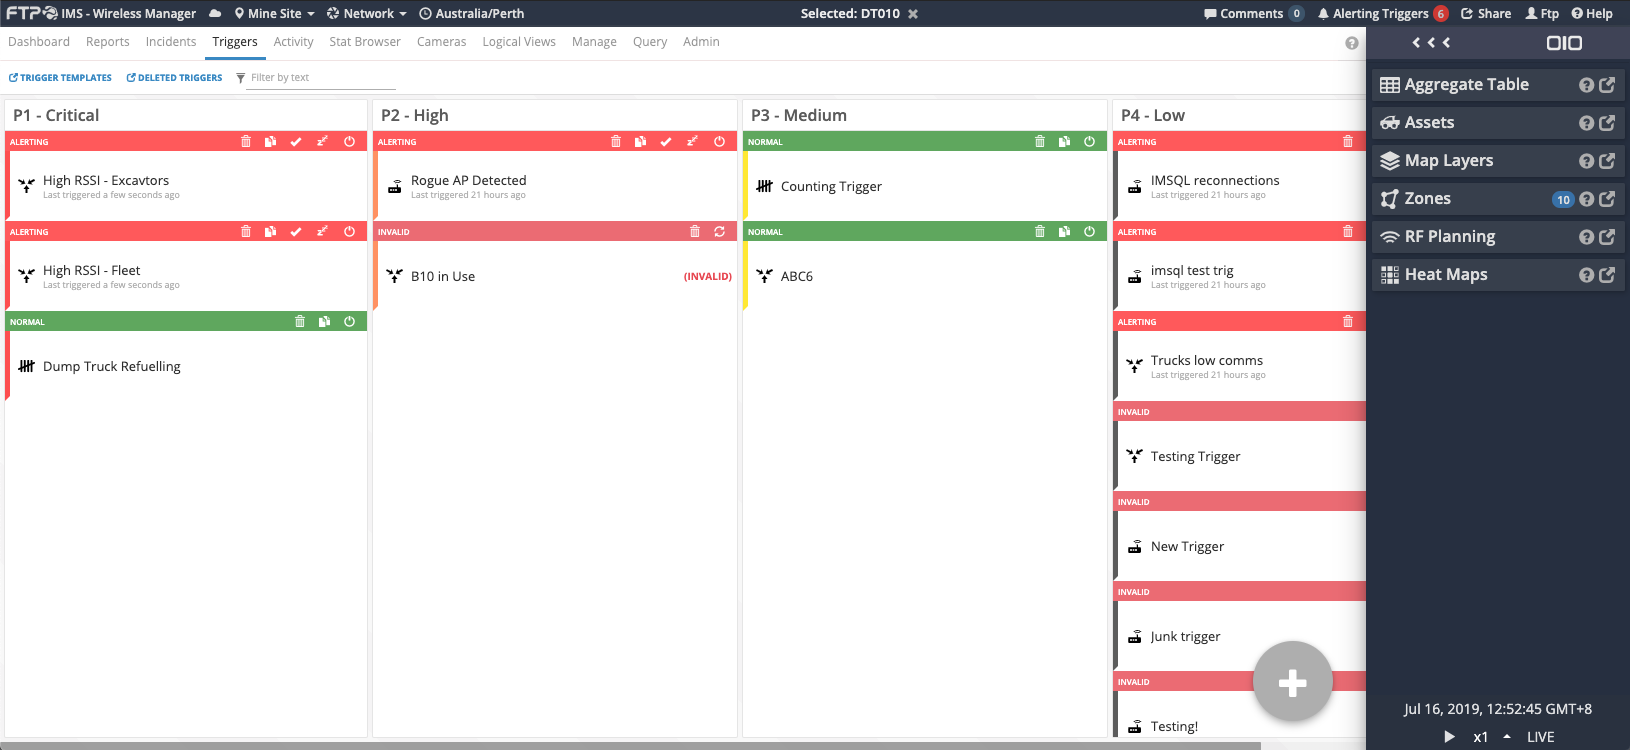 FTP IMS - Wireless Manager Mine Site Network Australia/Perth Selected: DT010 Comments 0 Alerting Triggers 6 Share Ftp Help
Dashboard Reports Incidents Triggers Activity Stat Browser Cameras Logical Views Manage Query Admin
TRIGGER TEMPLATES DELETED TRIGGERS Filter by text
P1 - Critical
ALERTING
High RSSI - Excavtors
Last triggered a few seconds ago
ALERTING
High RSSI - Fleet
Last triggered a few seconds ago
NORMAL
Dump Truck Refuelling
P2 - High
ALERTING
Rogue AP Detected
Last triggered 21 hours ago
INVALID
B10 in Use (INVALID)
P3 - Medium
NORMAL
Counting Trigger
NORMAL
ABC6
P4 - Low
ALERTING
IMSQL reconnections
Last triggered 21 hours ago
ALERTING
imsql test trig
Last triggered 21 hours ago
ALERTING
Trucks low comms
Last triggered 21 hours ago
INVALID
Testing Trigger
INVALID
New Trigger
INVALID
Junk trigger
INVALID
Testing!
Aggregate Table
Assets
Map Layers
Zones 10
RF Planning
Heat Maps
Jul 16, 2019, 12:52:45 GMT+8
x1 LIVE